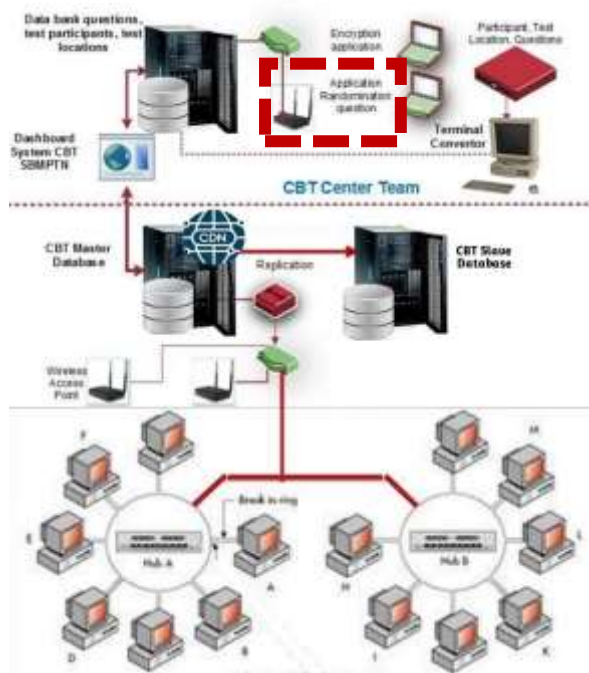 Data bank questions,
test participants, test
locations
Encryption
application
Participant, Test
Location, Questions
Application
Randomination
question
Terminal
Convertor
Dashboard
System CBT
SBMPTN
CBT Center Team
CDN
CBT Master
Database
Replication
CBT Slave
Database
Wireless
Access
Point
F
M
Break in ring
E
Hub A
A
H
Hub B
L
D
B
I
K